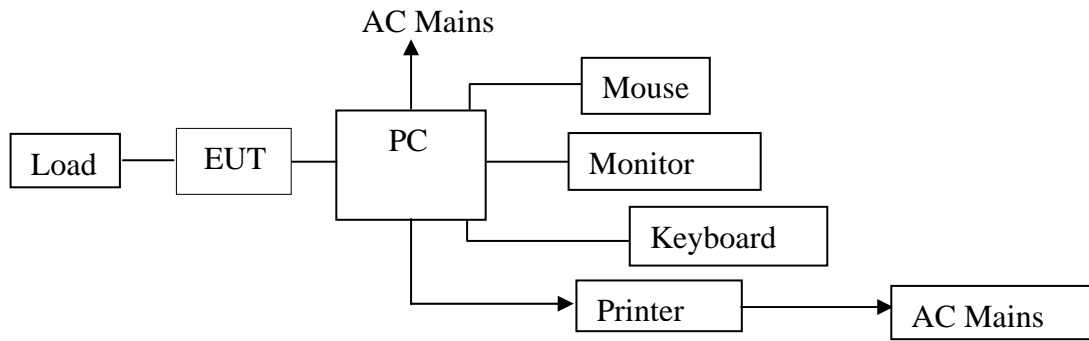 AC Mains
Mouse
PC
Load
EUT
Monitor
Keyboard
Printer
AC Mains